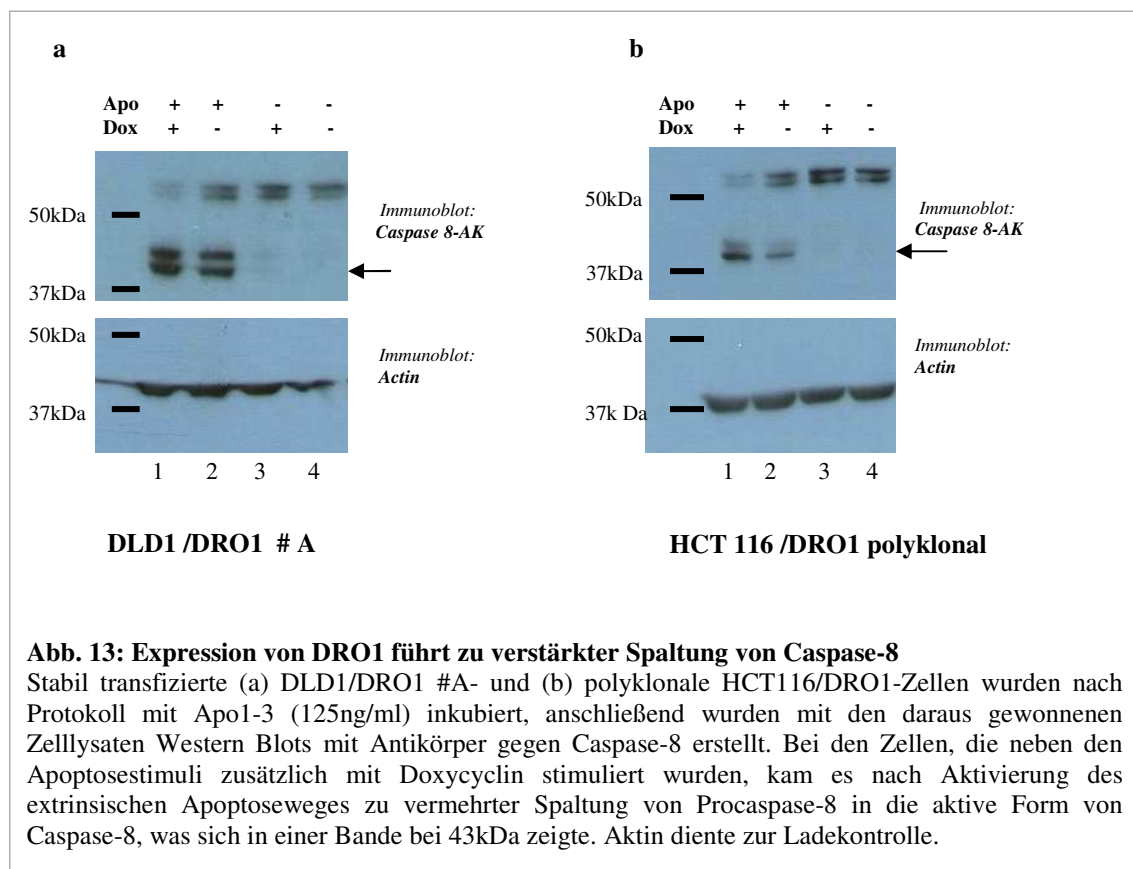 a
Apo + + - -
Dox + - + -
50kDa
37kDa
Immunoblot:
Caspase 8-AK
50kDa
37kDa
Immunoblot:
Actin
1 2 3 4
DLD1 /DRO1 # A
b
Apo + + - -
Dox + - + -
50kDa
37kDa
Immunoblot:
Caspase 8-AK
50kDa
37k Da
Immunoblot:
Actin
1 2 3 4
HCT 116 /DRO1 polyklonal
Abb. 13: Expression von DRO1 führt zu verstärkter Spaltung von Caspase-8
Stabil transfizierte (a) DLD1/DRO1 #A- und (b) polyklonale HCT116/DRO1-Zellen wurden nach
Protokoll mit Apo1-3 (125ng/ml) inkubiert, anschließend wurden mit den daraus gewonnenen
Zelllysaten Western Blots mit Antikörper gegen Caspase-8 erstellt. Bei den Zellen, die neben den
Apoptosestimuli zusätzlich mit Doxycyclin stimuliert wurden, kam es nach Aktivierung des
extrinsischen Apoptoseweges zu vermehrter Spaltung von Procaspase-8 in die aktive Form von
Caspase-8, was sich in einer Bande bei 43kDa zeigte. Aktin diente zur Ladekontrolle.